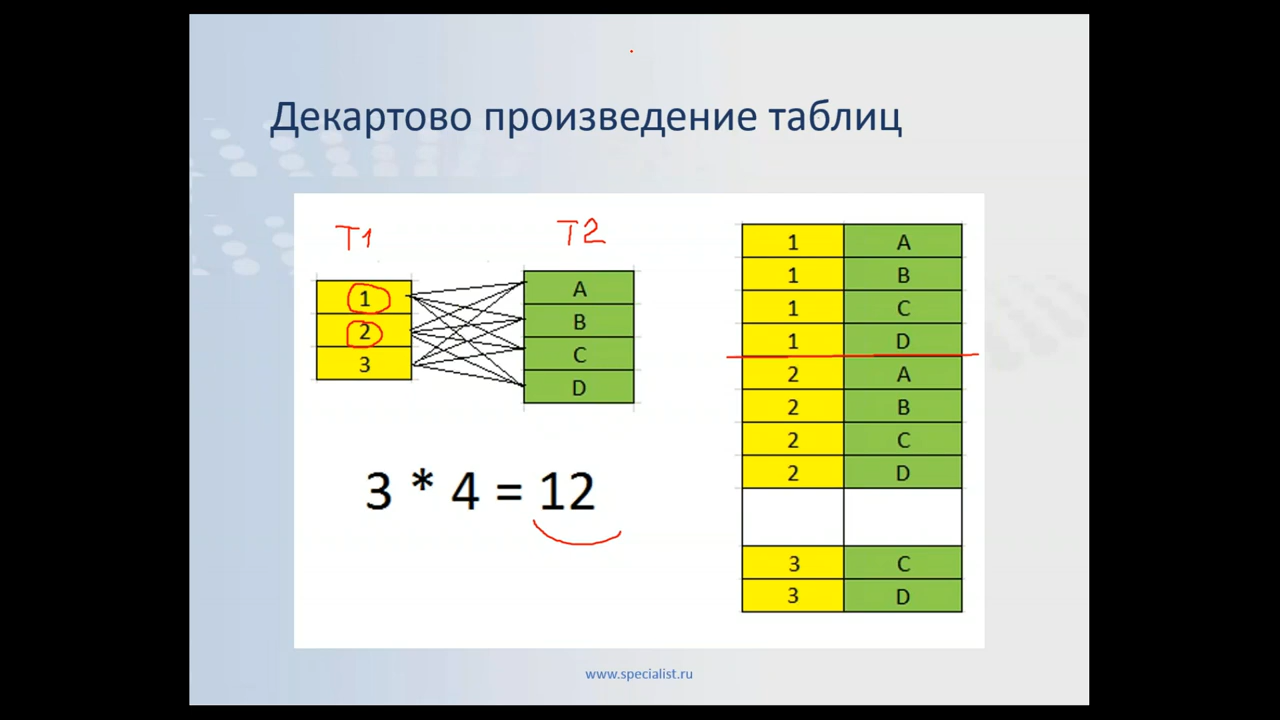 Декартово произведение таблиц
T1
T2
1
2
3
A
B
C
D
3 * 4 = 12
1 A
1 B
1 C
1 D
2 A
2 B
2 C
2 D
3 C
3 D
www.specialist.ru